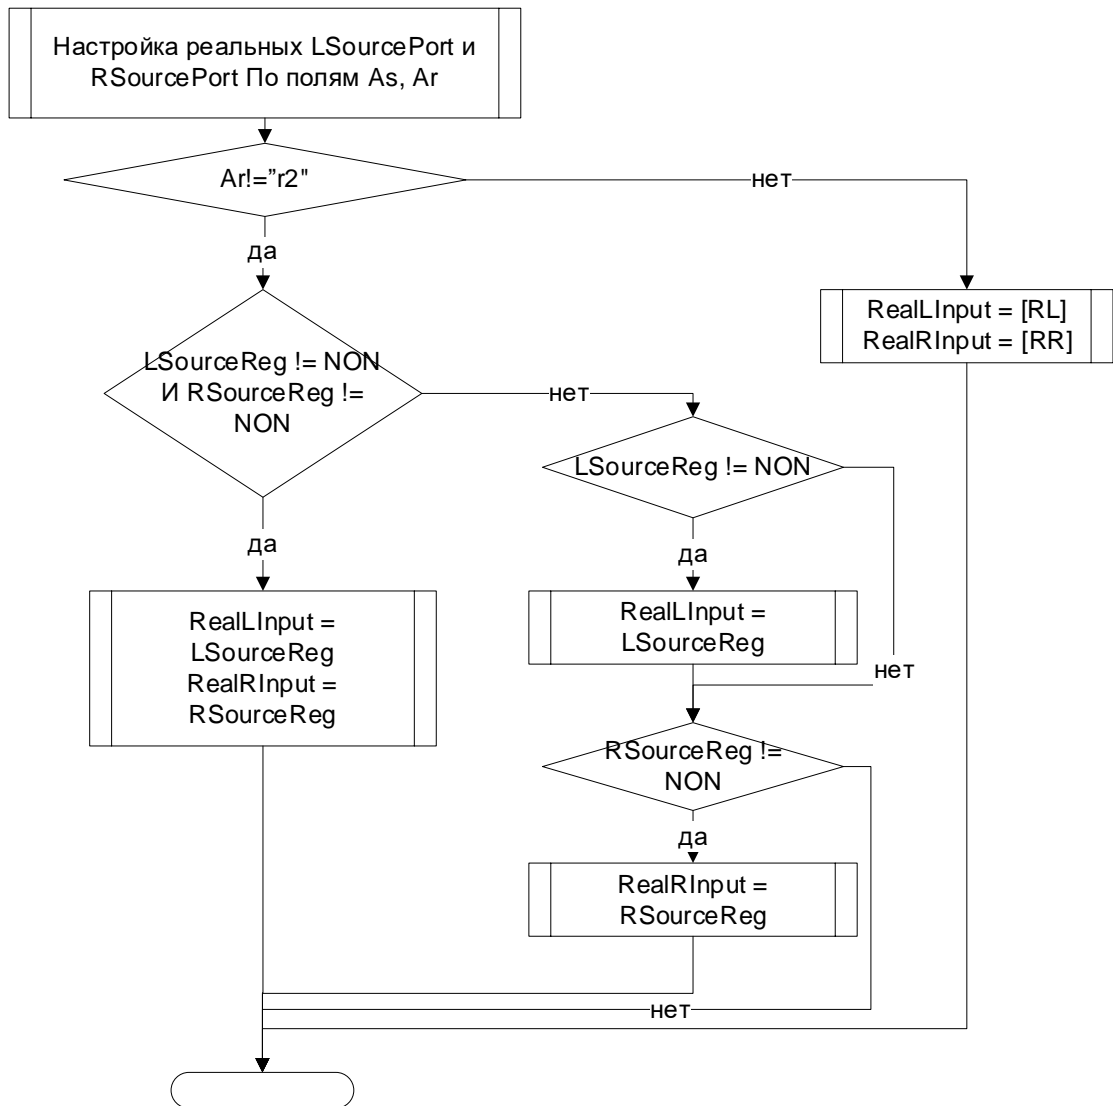 Настройка реальных LSourcePort и
RSourcePort По полям As, Ar
Ar!=”r2"
нет
да
RealLInput = [RL]
RealRInput = [RR]
LSourceReg != NON
И RSourceReg !=
NON
нет
LSourceReg != NON
да
да
RealLInput =
LSourceReg
RealRInput =
RSourceReg
RealLInput =
LSourceReg
нет
RSourceReg !=
NON
да
RealRInput =
RSourceReg
нет